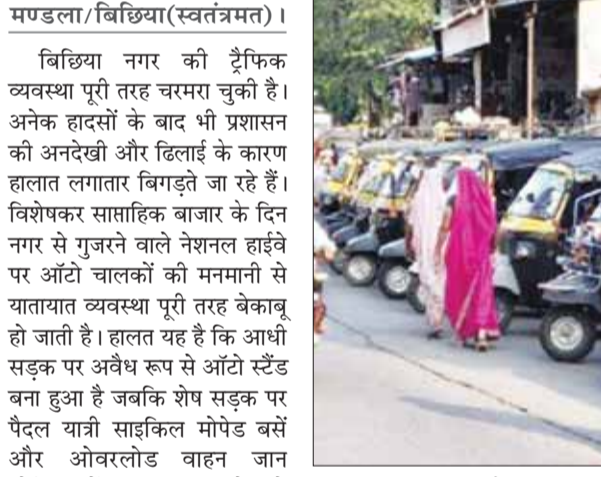 मण्डला/बिछिया(स्वतंत्रमत)।
बिछिया नगर की ट्रैफिक
व्यवस्था पूरी तरह चरमरा चुकी है।
अनेक हादसों के बाद भी प्रशासन
की अनदेखी और ढिलाई के कारण
हालात लगातार बिगड़ते जा रहे हैं।
विशेषकर साप्ताहिक बाजार के दिन
नगर से गुजरने वाले नेशनल हाईवे
पर ऑटो चालकों की मनमानी से
यातायात व्यवस्था पूरी तरह बेकाबू
हो जाती है। हालत यह है कि आधी
सड़क पर अवैध रूप से ऑटो स्टैंड
बना हुआ है जबकि शेष सड़क पर
पैदल यात्री साइकिल मोपेड बसें
और ओवरलोड वाहन जान